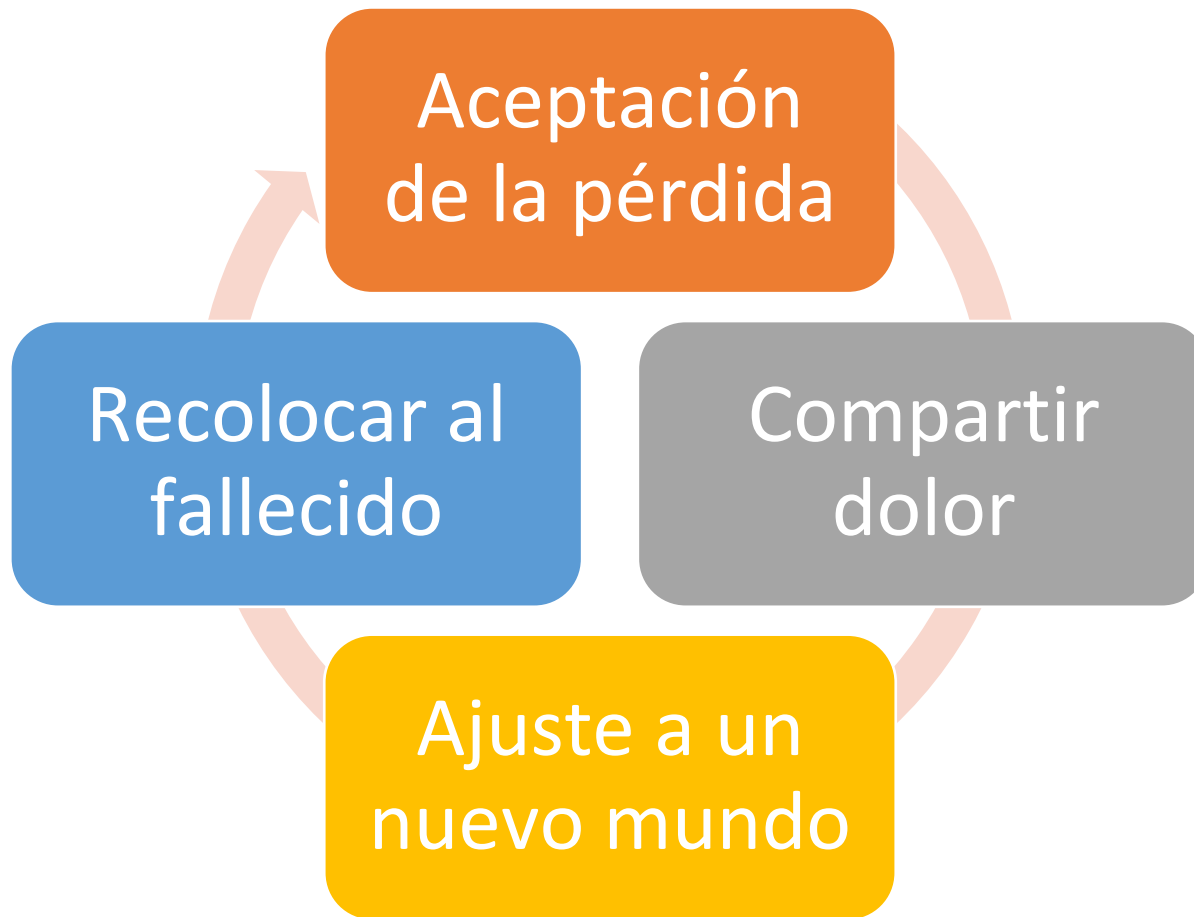 Aceptación
de la pérdida
Compartir
dolor
Ajuste a un
nuevo mundo
Recolocar al
fallecido